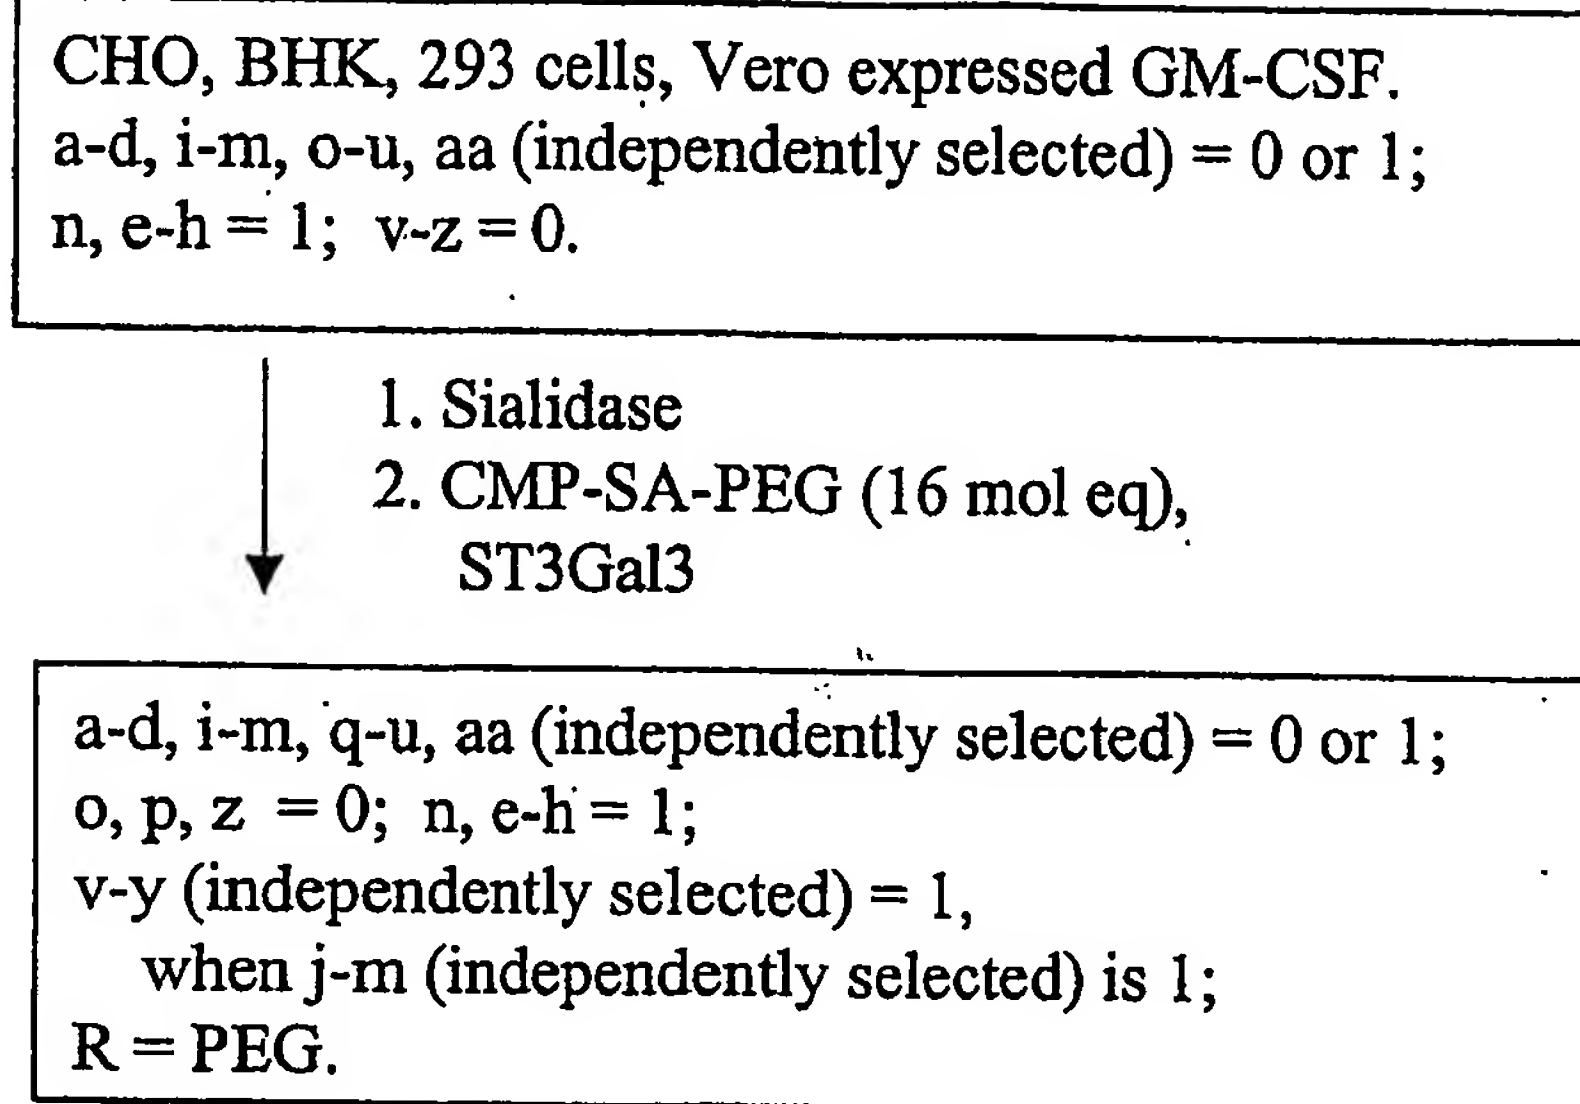 CHO, BHK, 293 cells, Vero expressed GM-CSF.
a-d, i-m, o-u, aa (independently selected) = 0 or 1;
n, e-h = 1; v-z = 0.
1. Sialidase
2. CMP-SA-PEG (16 mol eq),
ST3Gal3
a-d, i-m, q-u, aa (independently selected) = 0 or 1;
o, p, z = 0; n, e-h = 1;
v-y (independently selected) = 1,
when j-m (independently selected) is 1;
R = PEG.